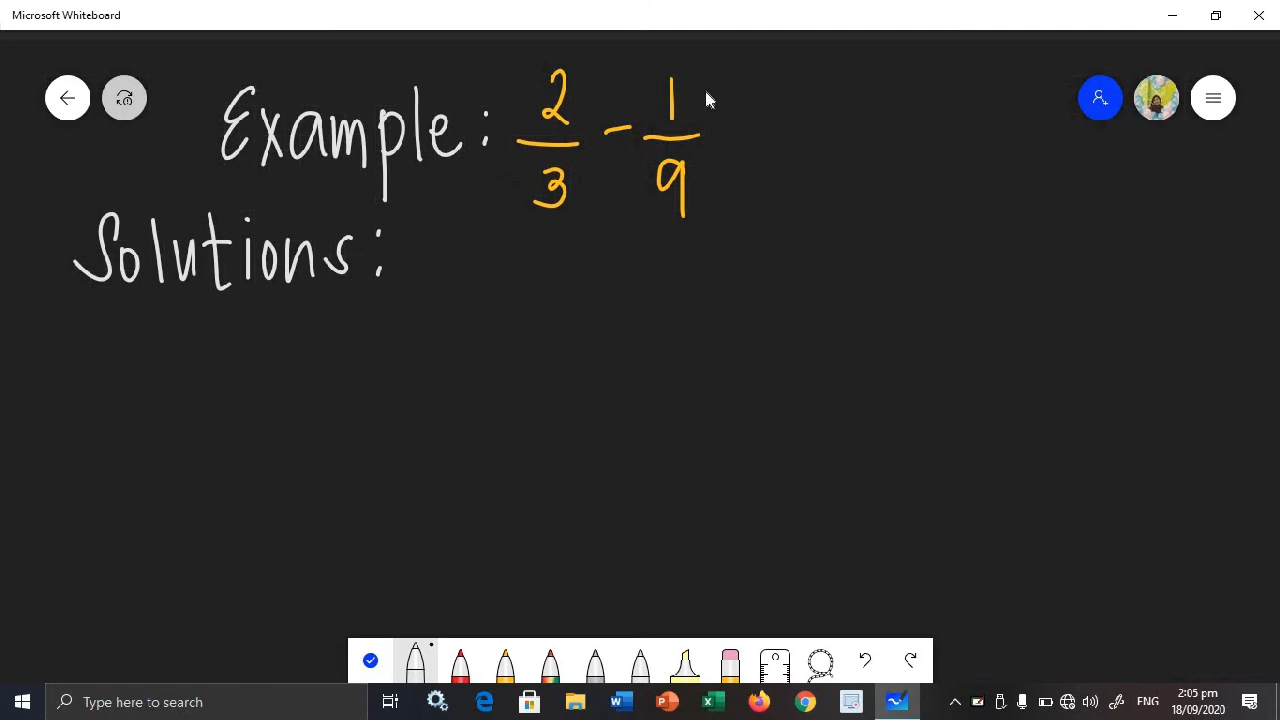 Microsoft Whiteboard
Example: 2/3 - 1/9
Solutions:
Type here to search
ENG
2:05 pm
18/09/2020